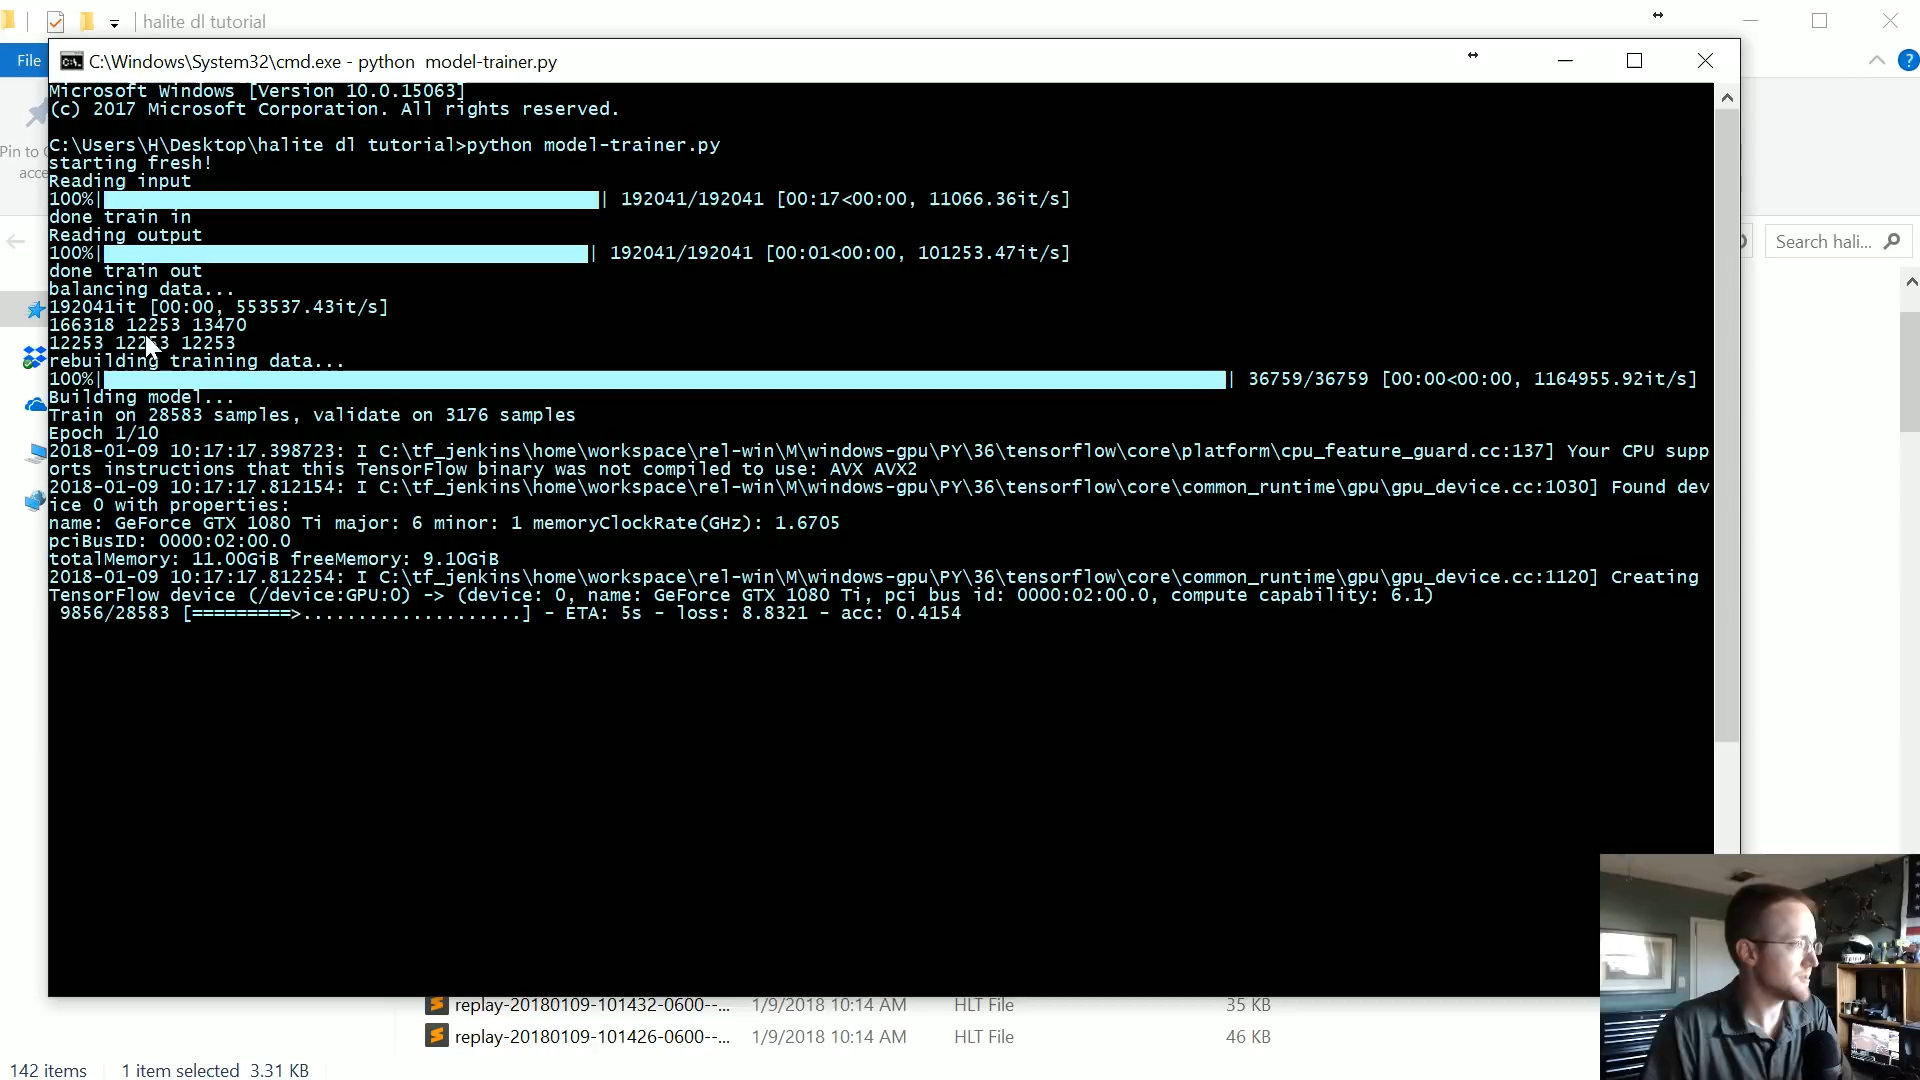 halite dl tutorial
File
C:\Windows\System32\cmd.exe - python  model-trainer.py
Microsoft Windows [Version 10.0.15063]
(c) 2017 Microsoft Corporation. All rights reserved.
C:\Users\H\Desktop\halite dl tutorial>python model-trainer.py
starting fresh!
Reading input
100%| | 192041/192041 [00:17<00:00, 11066.36it/s]
done train in
Reading output
100%| | 192041/192041 [00:01<00:00, 101253.47it/s]
done train out
balancing data...
192041it [00:00, 553537.43it/s]
166318 12253 13470
12253 12253 12253
rebuilding training data...
100%| | 36759/36759 [00:00<00:00, 1164955.92it/s]
Building model...
Train on 28583 samples, validate on 3176 samples
Epoch 1/10
2018-01-09 10:17:17.398723: I C:\tf_jenkins\home\workspace\rel-win\M\windows-gpu\PY\36\tensorflow\core\platform\cpu_feature_guard.cc:137] Your CPU supp
orts instructions that this TensorFlow binary was not compiled to use: AVX AVX2
2018-01-09 10:17:17.812154: I C:\tf_jenkins\home\workspace\rel-win\M\windows-gpu\PY\36\tensorflow\core\common_runtime\gpu\gpu_device.cc:1030] Found dev
ice 0 with properties:
name: GeForce GTX 1080 Ti major: 6 minor: 1 memoryClockRate(GHz): 1.6705
pciBusID: 0000:02:00.0
totalMemory: 11.00GiB freeMemory: 9.10GiB
2018-01-09 10:17:17.812254: I C:\tf_jenkins\home\workspace\rel-win\M\windows-gpu\PY\36\tensorflow\core\common_runtime\gpu\gpu_device.cc:1120] Creating
TensorFlow device (/device:GPU:0) -> (device: 0, name: GeForce GTX 1080 Ti, pci bus id: 0000:02:00.0, compute capability: 6.1)
9856/28583 [=========>.....................] - ETA: 5s - loss: 8.8321 - acc: 0.4154
Pin to
acce
Search hali...
replay-20180109-101432-0600--... 1/9/2018 10:14 AM HLT File 35 KB
replay-20180109-101426-0600--... 1/9/2018 10:14 AM HLT File 46 KB
142 items 1 item selected 3.31 KB